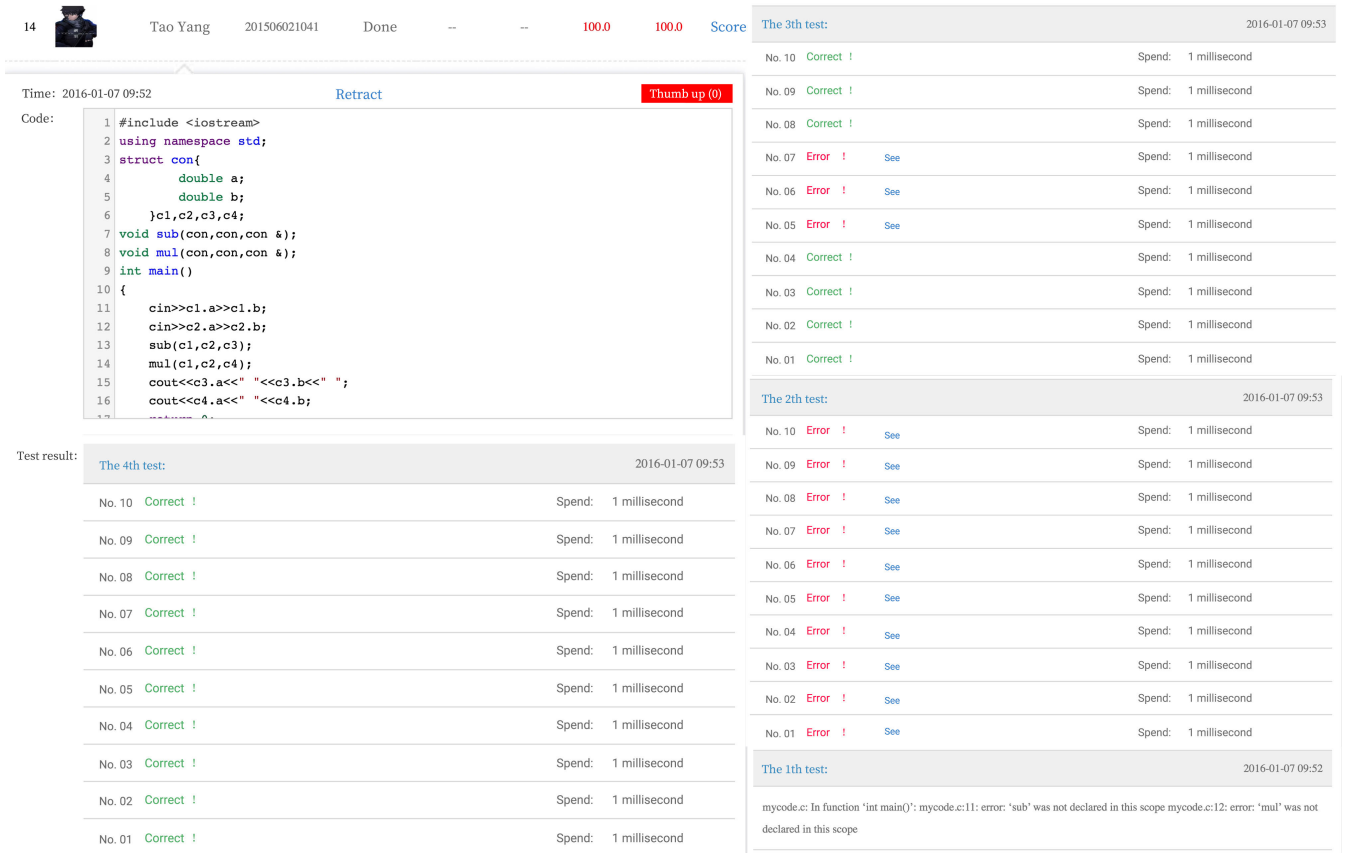 14 Tao Yang 201506021041 Done -- -- 100.0 100.0 Score
Time: 2016-01-07 09:52 Retract Thumb up (0)
Code:
1 #include <iostream>
2 using namespace std;
3 struct con{
4 double a;
5 double b;
6 }c1,c2,c3,c4;
7 void sub(con,con,con &);
8 void mul(con,con,con &);
9 int main()
10 {
11 cin>>c1.a>>c1.b;
12 cin>>c2.a>>c2.b;
13 sub(c1,c2,c3);
14 mul(c1,c2,c4);
15 cout<<c3.a<<" "<<c3.b<<" ";
16 cout<<c4.a<<" "<<c4.b;
Test result:
The 4th test: 2016-01-07 09:53
No. 10 Correct ! Spend: 1 millisecond
No. 09 Correct ! Spend: 1 millisecond
No. 08 Correct ! Spend: 1 millisecond
No. 07 Correct ! Spend: 1 millisecond
No. 06 Correct ! Spend: 1 millisecond
No. 05 Correct ! Spend: 1 millisecond
No. 04 Correct ! Spend: 1 millisecond
No. 03 Correct ! Spend: 1 millisecond
No. 02 Correct ! Spend: 1 millisecond
No. 01 Correct ! Spend: 1 millisecond
The 3th test: 2016-01-07 09:53
No. 10 Correct ! Spend: 1 millisecond
No. 09 Correct ! Spend: 1 millisecond
No. 08 Correct ! Spend: 1 millisecond
No. 07 Error ! See Spend: 1 millisecond
No. 06 Error ! See Spend: 1 millisecond
No. 05 Error ! See Spend: 1 millisecond
No. 04 Correct ! Spend: 1 millisecond
No. 03 Correct ! Spend: 1 millisecond
No. 02 Correct ! Spend: 1 millisecond
No. 01 Correct ! Spend: 1 millisecond
The 2th test: 2016-01-07 09:53
No. 10 Error ! See Spend: 1 millisecond
No. 09 Error ! See Spend: 1 millisecond
No. 08 Error ! See Spend: 1 millisecond
No. 07 Error ! See Spend: 1 millisecond
No. 06 Error ! See Spend: 1 millisecond
No. 05 Error ! See Spend: 1 millisecond
No. 04 Error ! See Spend: 1 millisecond
No. 03 Error ! See Spend: 1 millisecond
No. 02 Error ! See Spend: 1 millisecond
No. 01 Error ! See Spend: 1 millisecond
The 1th test: 2016-01-07 09:52
mycode.c: In function ‘int main()’: mycode.c:11: error: ‘sub’ was not declared in this scope mycode.c:12: error: ‘mul’ was not
declared in this scope